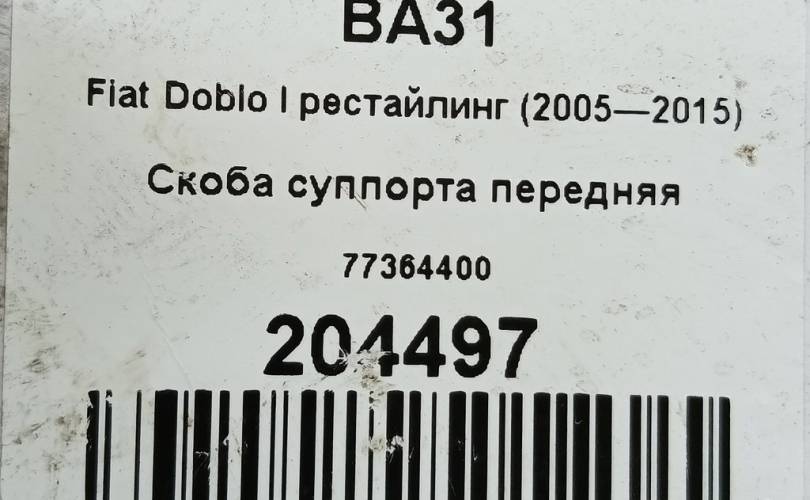 BA31
Fiat Doblo I рестайлинг (2005—2015)
Скоба суппорта передняя
77364400
204497